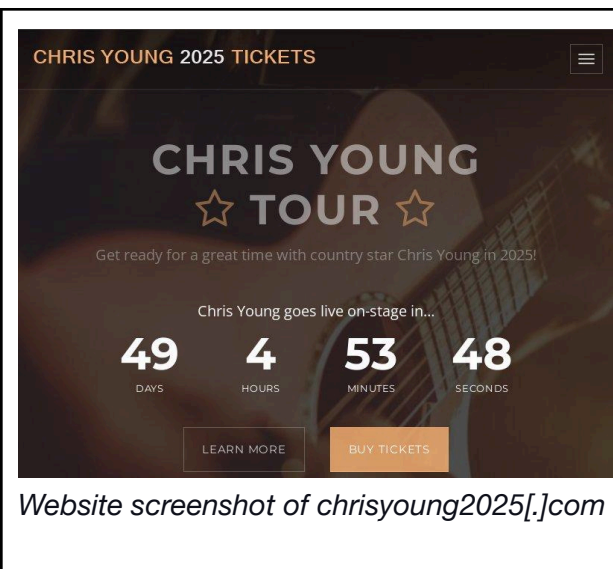 CHRIS YOUNG 2025 TICKETS
CHRIS YOUNG
TOUR
Get ready for a great time with country star Chris Young in 2025!
Chris Young goes live on-stage in...
49 4 53 48
DAYS HOURS MINUTES SECONDS
LEARN MORE BUY TICKETS
Website screenshot of chrisyoung2025[.]com